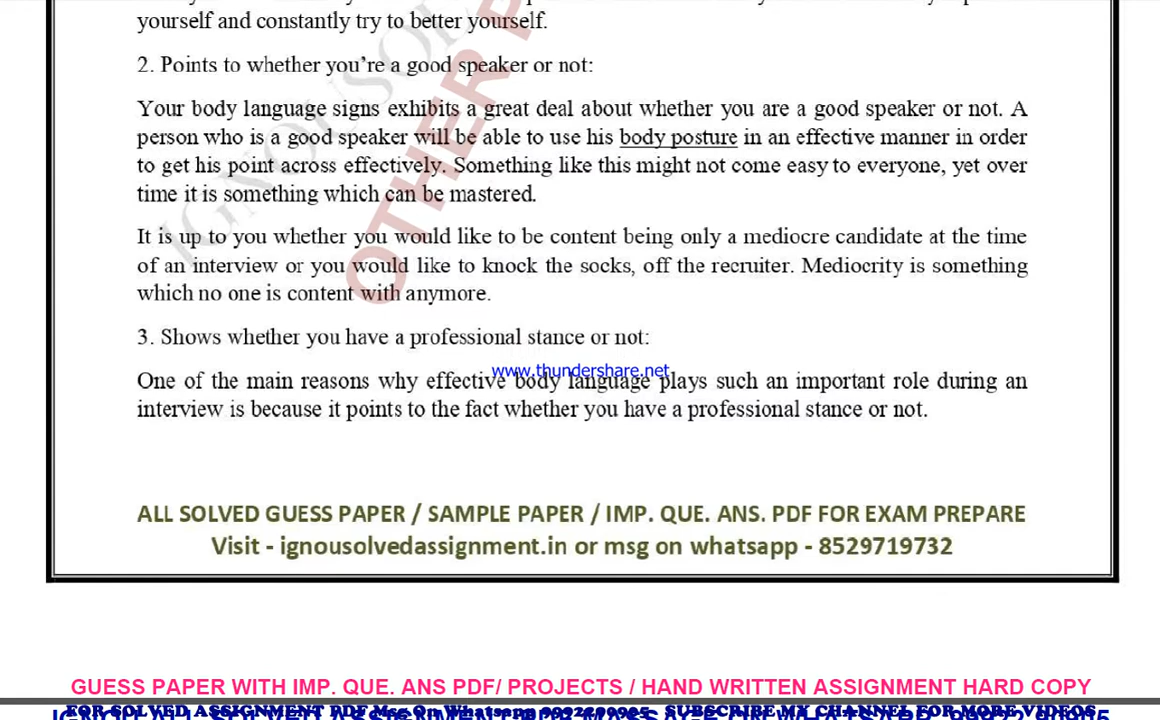 yourself and constantly try to better yourself.
2. Points to whether you're a good speaker or not:
Your body language signs exhibits a great deal about whether you are a good speaker or not. A
person who is a good speaker will be able to use his body posture in an effective manner in order
to get his point across effectively. Something like this might not come easy to everyone, yet over
time it is something which can be mastered.
It is up to you whether you would like to be content being only a mediocre candidate at the time
of an interview or you would like to knock the socks, off the recruiter. Mediocrity is something
which no one is content with anymore.
3. Shows whether you have a professional stance or not:
www.thundershare.net
One of the main reasons why effective body language plays such an important role during an
interview is because it points to the fact whether you have a professional stance or not.
ALL SOLVED GUESS PAPER / SAMPLE PAPER / IMP. QUE. ANS. PDF FOR EXAM PREPARE
Visit - ignousolvedassignment.in or msg on whatsapp - 8529719732
GUESS PAPER WITH IMP. QUE. ANS PDF/ PROJECTS / HAND WRITTEN ASSIGNMENT HARD COPY
FOR SOLVED ASSIGNMENT PDF Msg On Whatsapp SUBSCRIBE MY CHANNEL FOR MORE VIDEOS
OTHER